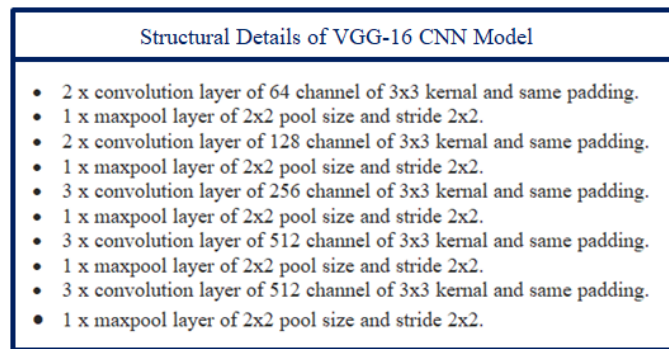 Structural Details of VGG-16 CNN Model
• 2 x convolution layer of 64 channel of 3x3 kernal and same padding.
• 1 x maxpool layer of 2x2 pool size and stride 2x2.
• 2 x convolution layer of 128 channel of 3x3 kernal and same padding.
• 1 x maxpool layer of 2x2 pool size and stride 2x2.
• 3 x convolution layer of 256 channel of 3x3 kernal and same padding.
• 1 x maxpool layer of 2x2 pool size and stride 2x2.
• 3 x convolution layer of 512 channel of 3x3 kernal and same padding.
• 1 x maxpool layer of 2x2 pool size and stride 2x2.
• 3 x convolution layer of 512 channel of 3x3 kernal and same padding.
• 1 x maxpool layer of 2x2 pool size and stride 2x2.